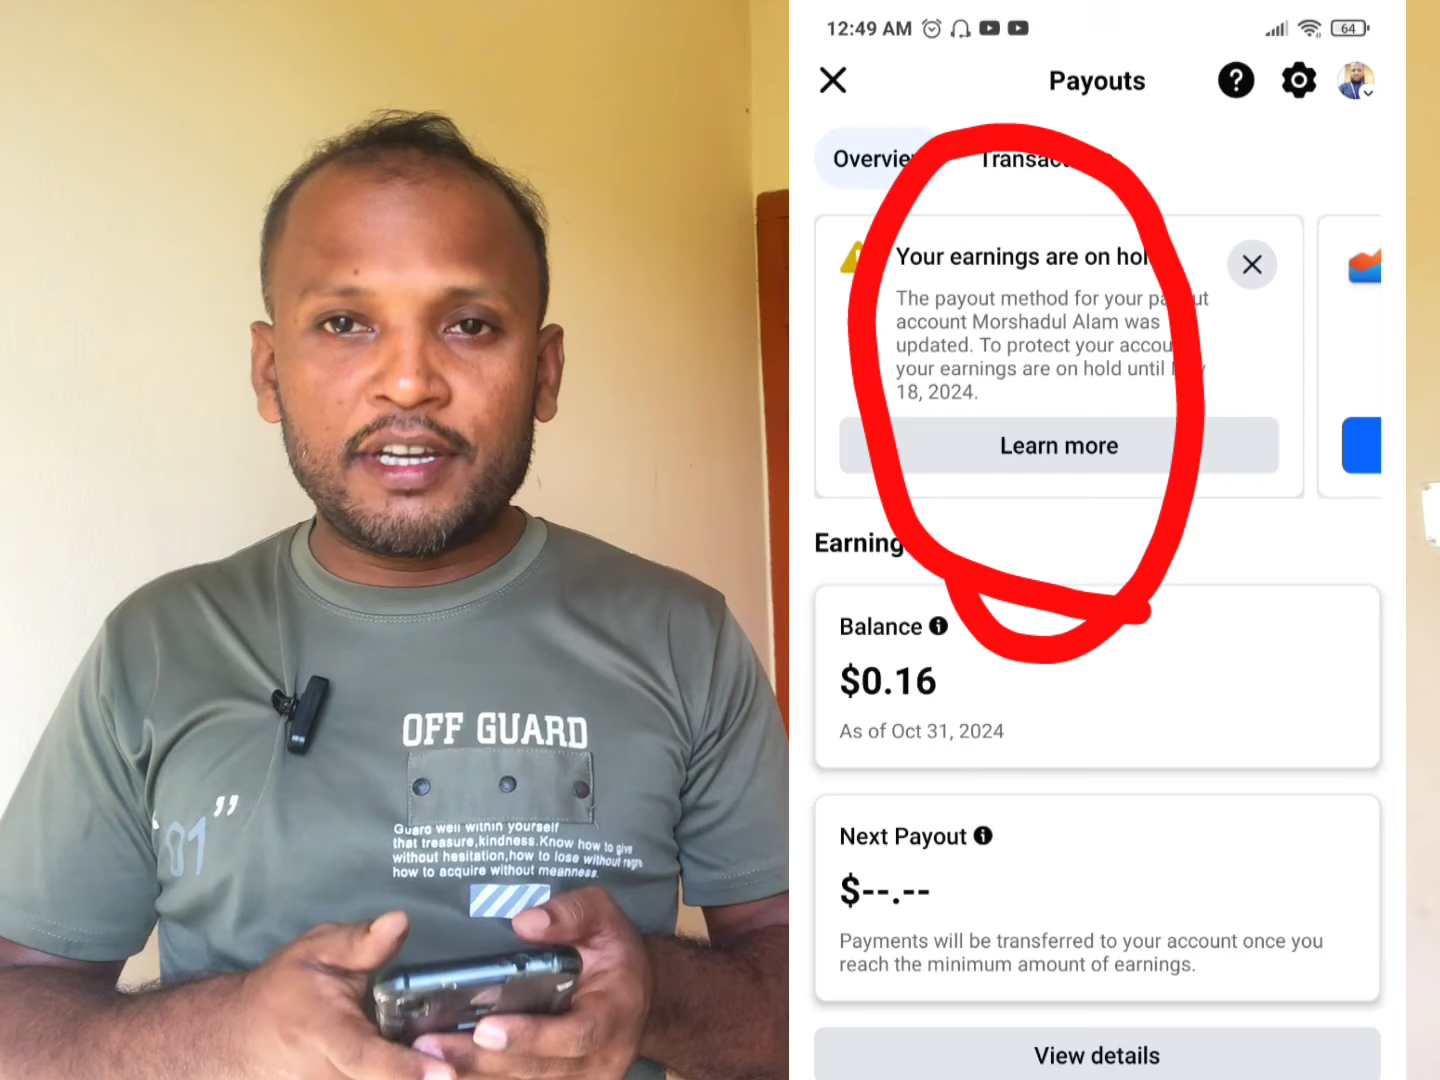 OFF GUARD
”
01
Guard well within yourself
that treasure,kindness.Know how to give
without hesitation,how to lose without regre
how to acquire without meanness.
12:49 AM
64
Payouts
Overvie
Transac
Your earnings are on hol
The payout method for your pa ut
account Morshadul Alam was
updated. To protect your accou
your earnings are on hold until
18, 2024.
Learn more
Earning
Balance
$0.16
As of Oct 31, 2024
Next Payout
$--.--
Payments will be transferred to your account once you
reach the minimum amount of earnings.
View details